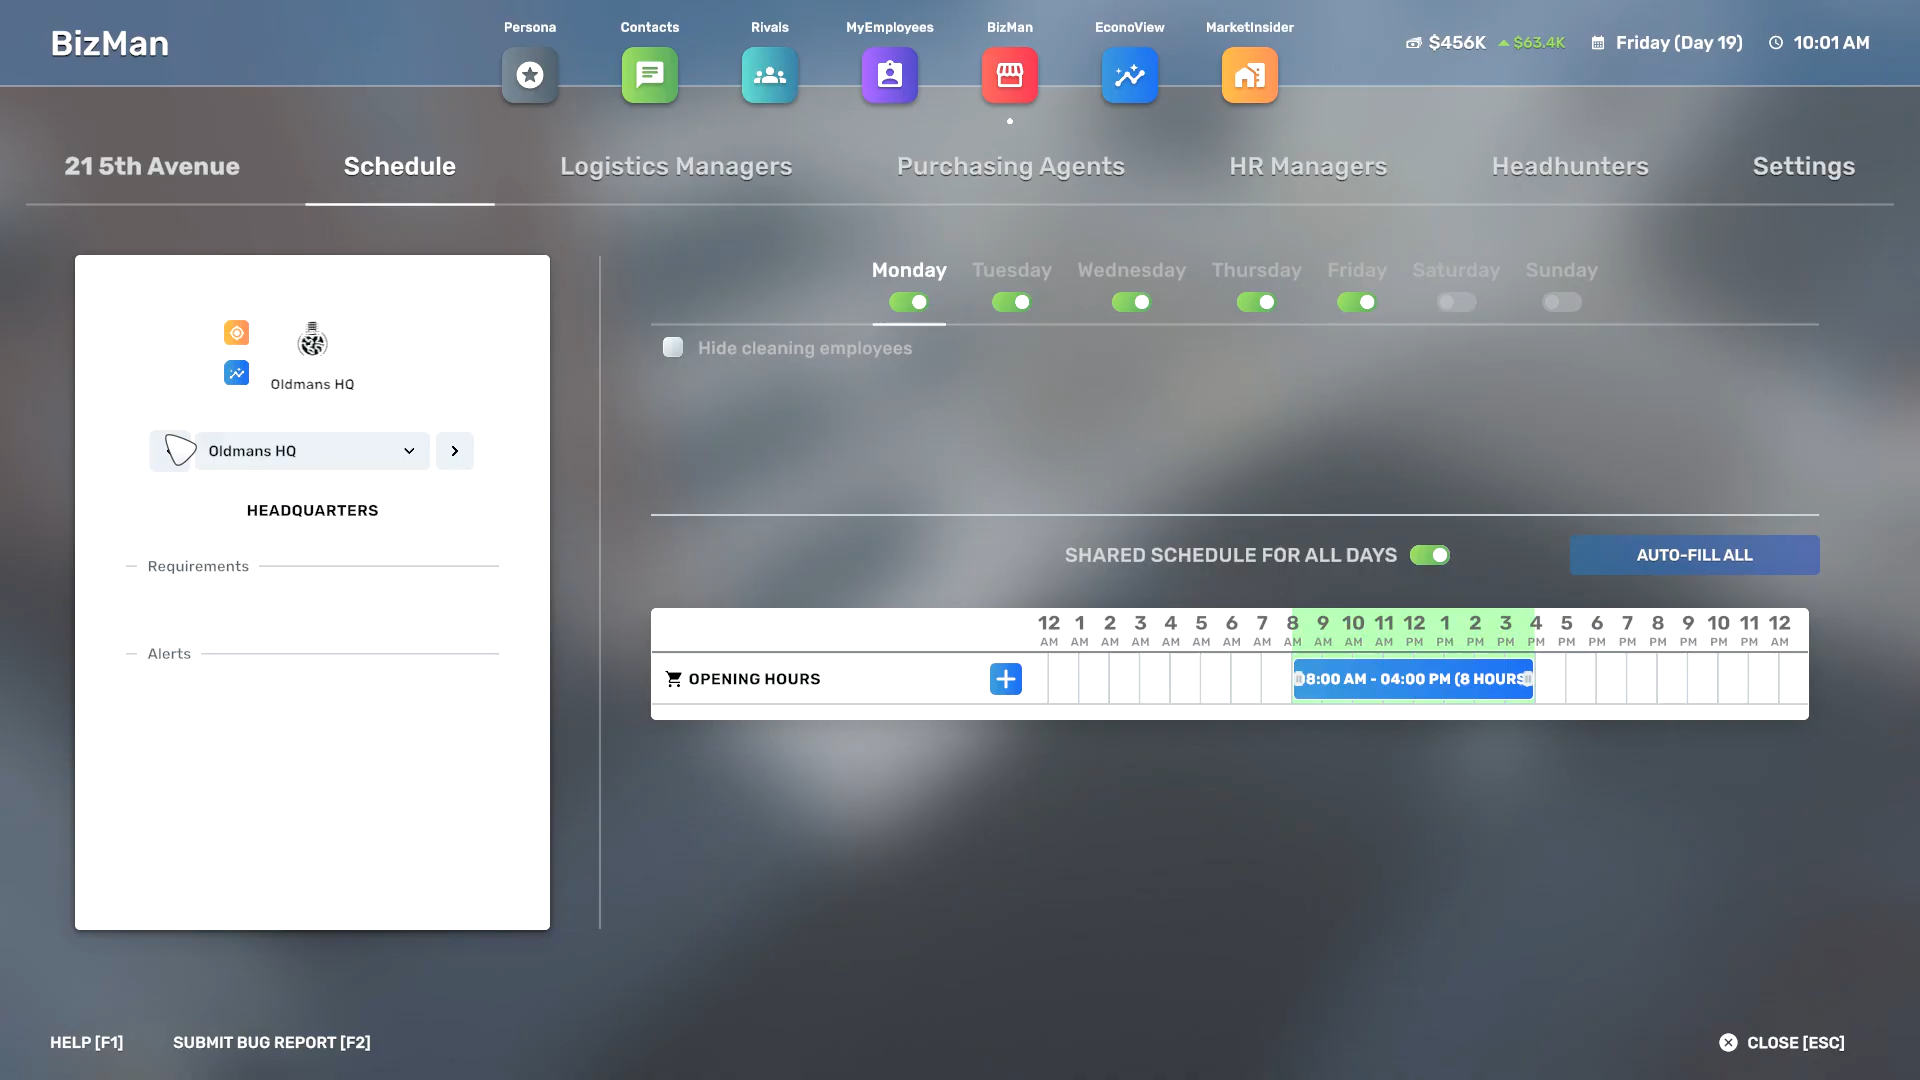 BizMan
Persona
Contacts
Rivals
MyEmployees
BizMan
EconoView
MarketInsider
$456K
$63.4K
Friday (Day 19)
10:01 AM
21 5th Avenue
Schedule
Logistics Managers
Purchasing Agents
HR Managers
Headhunters
Settings
Oldmans HQ
Oldmans HQ
HEADQUARTERS
Requirements
Alerts
Monday
Tuesday
Wednesday
Thursday
Friday
Saturday
Sunday
Hide cleaning employees
SHARED SCHEDULE FOR ALL DAYS
AUTO-FILL ALL
12 1 2 3 4 5 6 7 8 9 10 11 12 1 2 3 4 5 6 7 8 9 10 11 12
AM AM AM AM AM AM AM AM AM AM AM AM PM PM PM PM PM PM PM PM PM PM PM PM AM
OPENING HOURS
08:00 AM - 04:00 PM (8 HOURS
HELP [F1]
SUBMIT BUG REPORT [F2]
CLOSE [ESC]